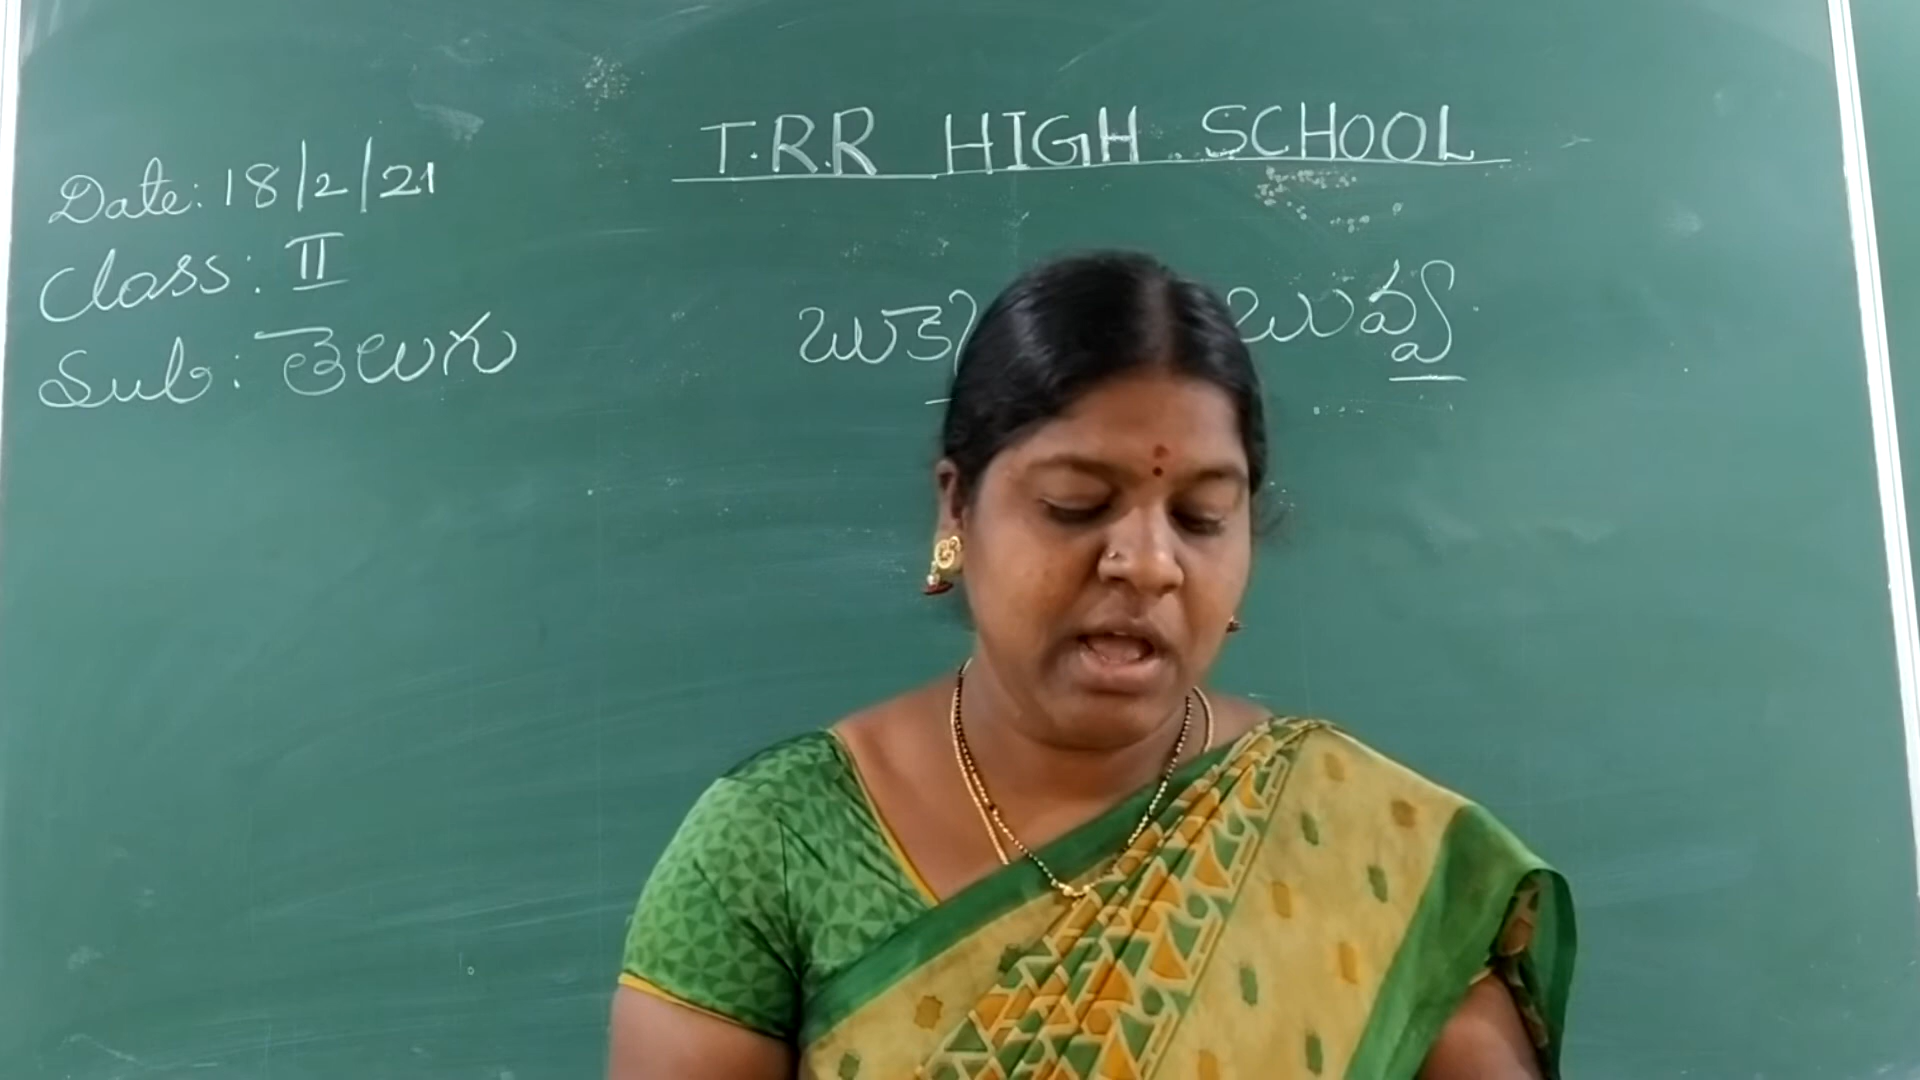 T.R.R HIGH SCHOOL
Date: 18/2/21
Class: II
Sub: తెలుగు
బువ్వ